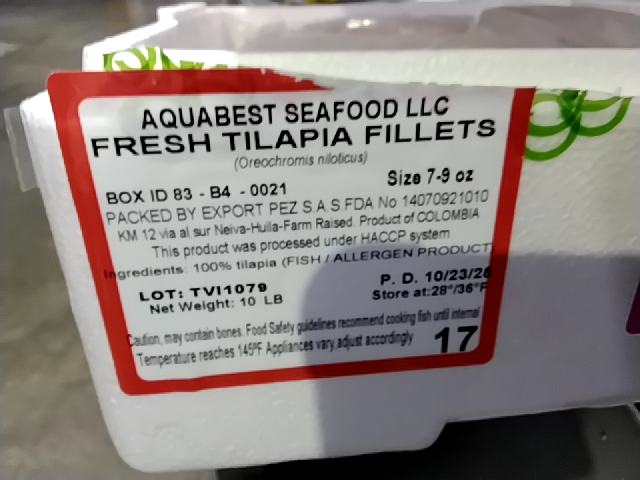 AQUABEST SEAFOOD LLC
FRESH TILAPIA FILLETS
(Oreochromis niloticus)
Size 7-9 oz
BOX ID 83 - B4 - 0021
PACKED BY EXPORT PEZ S.A.S.FDA No 14070921010
KM 12 via al sur Neiva-Huila-Farm Raised. Product of COLOMBIA
This product was processed under HACCP system
Ingredients: 100% tilapia (FISH / ALLERGEN PRODUCT)
LOT: TVI1079
P. D. 10/23/26
Net Weight: 10 LB
Store at:28°/36°F
Caution, may contain bones. Food Safety guidelines recommend cooking fish until internal
Temperature reaches 145ºF Appliances vary adjust accordingly
17